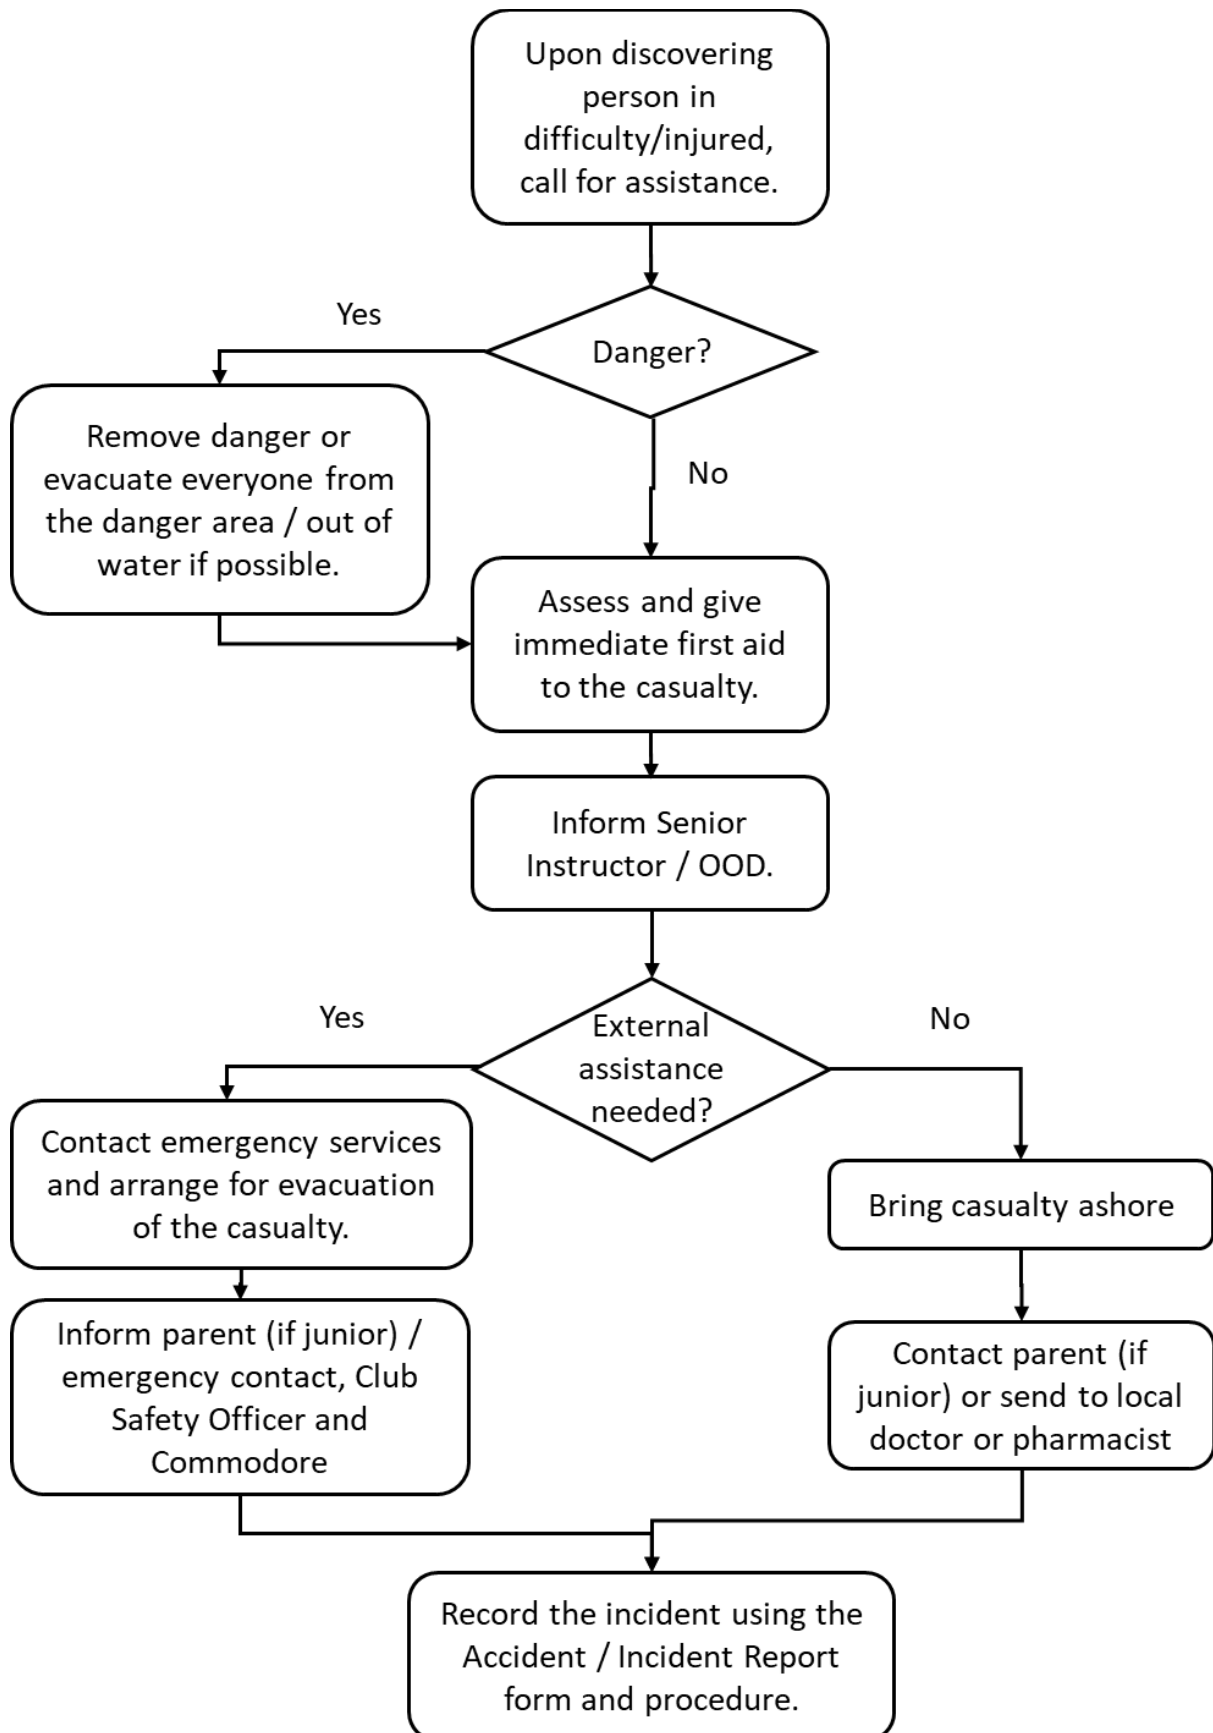 Upon discovering
person in
difficulty/injured,
call for assistance.
Yes
Danger?
Remove danger or
evacuate everyone from
the danger area / out of
water if possible.
No
Assess and give
immediate first aid
to the casualty.
Inform Senior
Instructor / OOD.
Yes
External
assistance
needed?
No
Contact emergency services
and arrange for evacuation
of the casualty.
Bring casualty ashore
Inform parent (if junior) /
emergency contact, Club
Safety Officer and
Commodore
Contact parent (if
junior) or send to local
doctor or pharmacist
Record the incident using the
Accident / Incident Report
form and procedure.